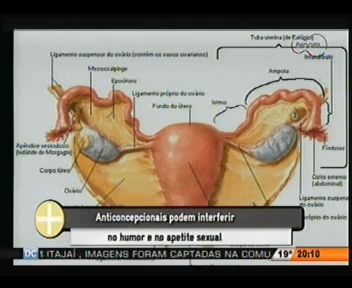 Tuba uterina (de Falópio)
Ligamento suspensor do ovário (contém os vasos ovarianos)
Mesossalpinge
Epoóforo
Ligamento próprio do ovário
Fundo do útero
Istmo
Ampola
Infundíbulo
Apêndice vesiculoso
(hidátide de Morgagni)
Corpo lúteo
Ovário
Fímbrias
Óstio externo
(abdominal)
Ligamento suspensor
do ovário
próprio do ovário
Anticoncepcionais podem interferir
no humor e no apetite sexual
DC
E ITAJAÍ , IMAGENS FORAM CAPTADAS NA COMU
19° 20:10